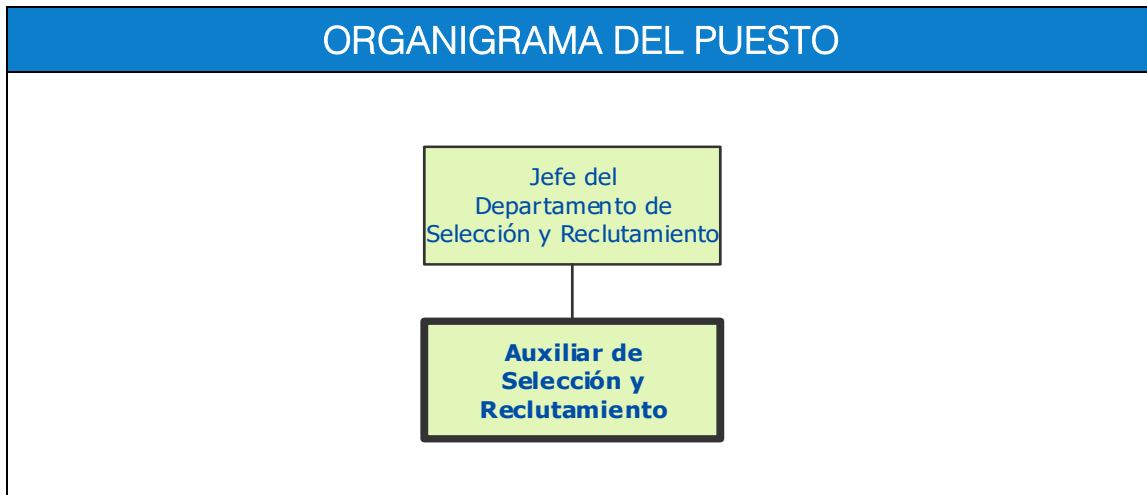 ORGANIGRAMA DEL PUESTO
Jefe del
Departamento de
Selección y Reclutamiento
Auxiliar de
Selección y
Reclutamiento